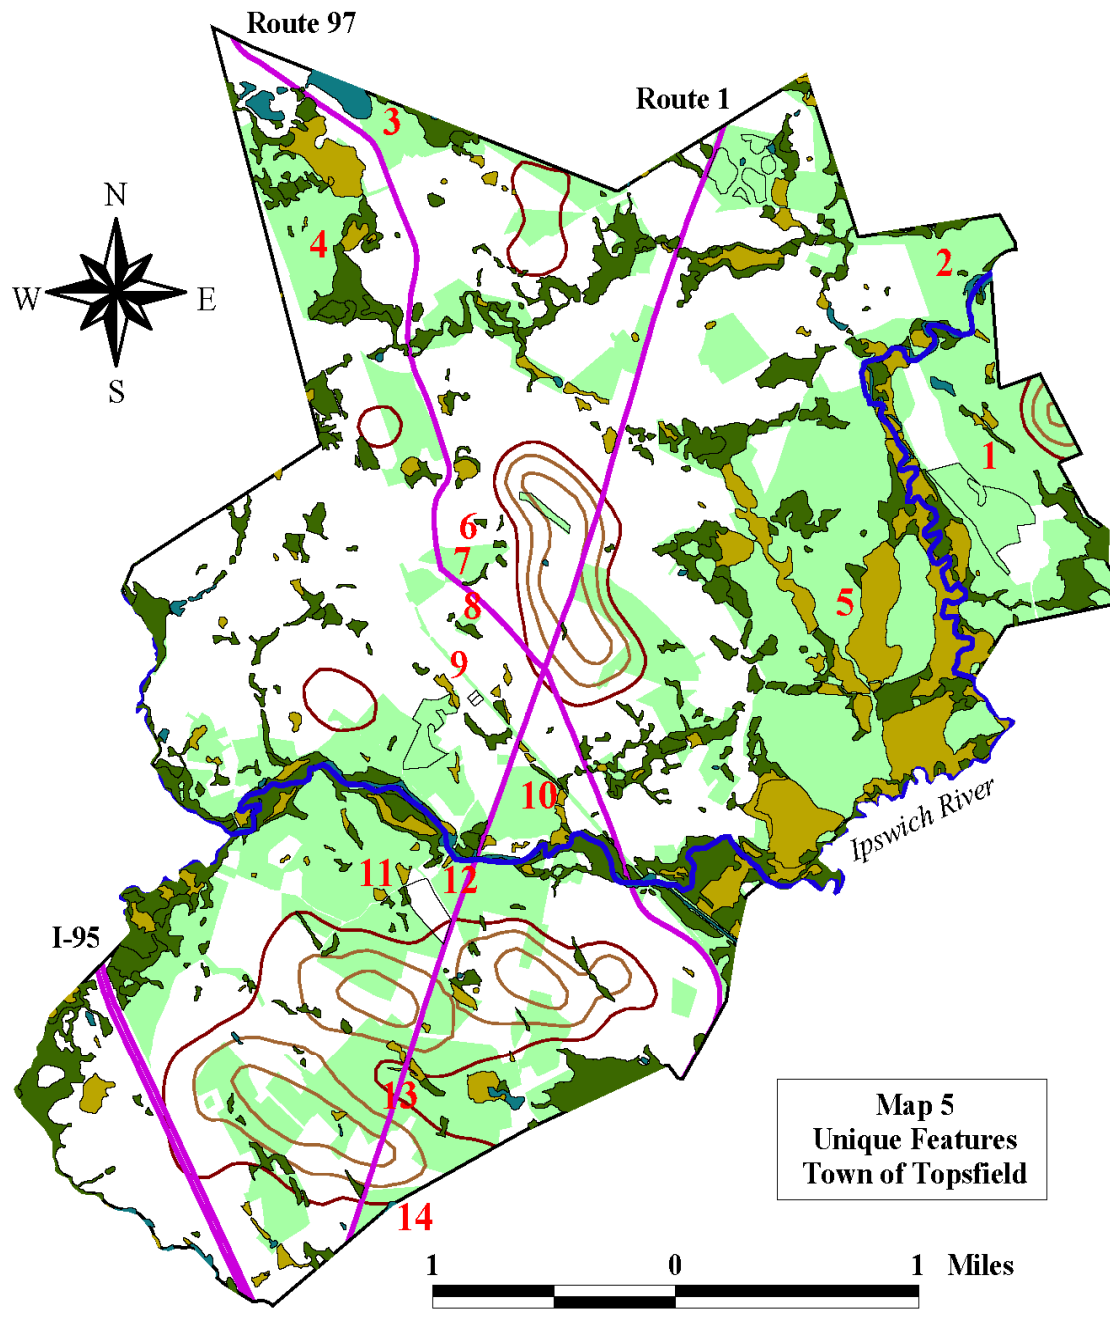 Route 97
Route 1
3
N
4
2
W
E
S
1
6
7
5
8
9
10
Ipswich River
11
12
I-95
13
Map 5
Unique Features
Town of Topsfield
14
1 0 1 Miles